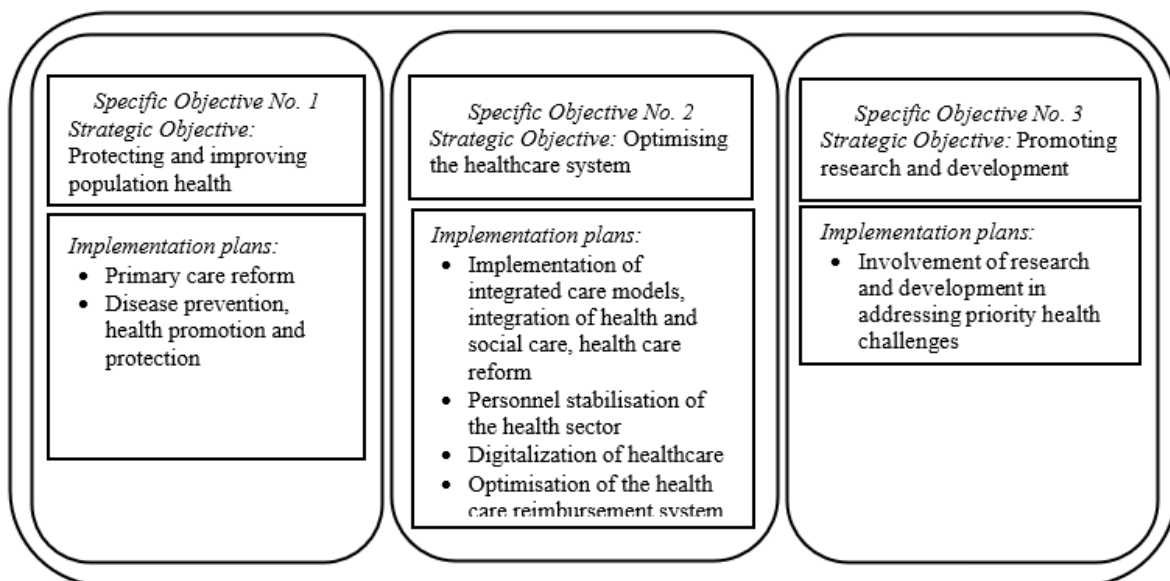 Specific Objective No. 1
Strategic Objective:
Protecting and improving
population health
Implementation plans:
• Primary care reform
• Disease prevention,
health promotion and
protection
Specific Objective No. 2
Strategic Objective: Optimising
the healthcare system
Implementation plans:
• Implementation of
integrated care models,
integration of health and
social care, health care
reform
• Personnel stabilisation of
the health sector
• Digitalization of healthcare
• Optimisation of the health
care reimbursement system
Specific Objective No. 3
Strategic Objective: Promoting
research and development
Implementation plans:
• Involvement of research
and development in
addressing priority health
challenges